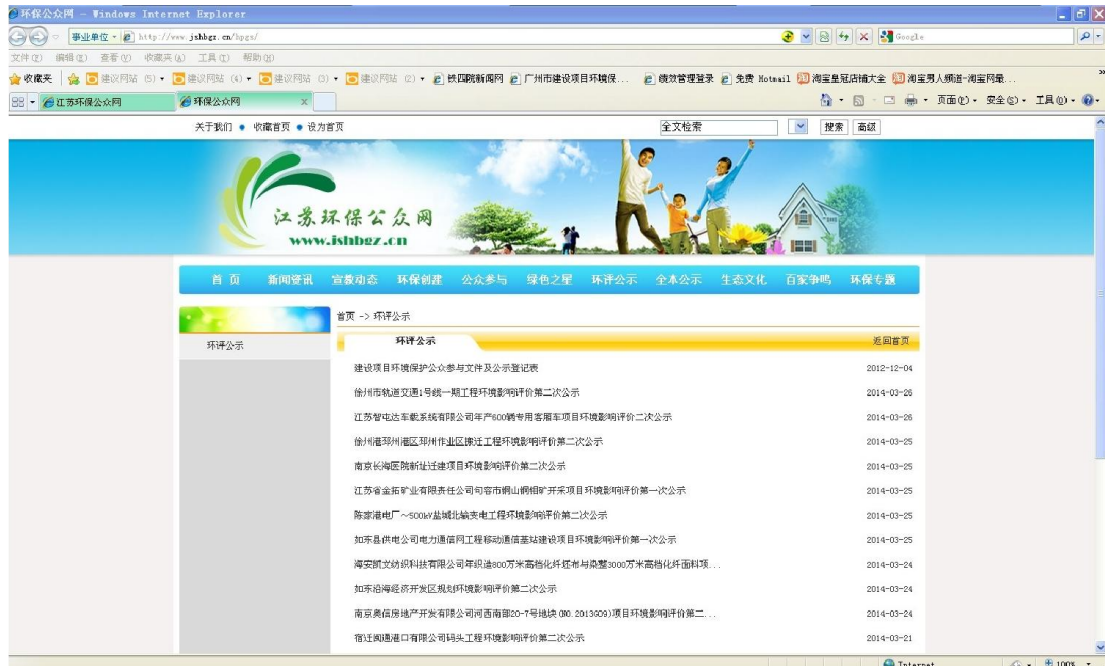 环保公众网 - Windows Internet Explorer
事业单位 http://www.jshbgz.cn/hpgs/ Google
文件(F) 编辑(E) 查看(V) 收藏夹(A) 工具(T) 帮助(H)
收藏夹 建议网站 (5) 建议网站 (4) 建议网站 (3) 建议网站 (2) 铁四院新闻网 广州市建设项目环境保... 绩效管理登录 免费 Hotmail 淘宝皇冠店铺大全 淘宝男人频道-淘宝网最...
江苏环保公众网 环保公众网 页面(P) 安全(S) 工具(O)
关于我们 收藏首页 设为首页 全文检索 搜索 高级
江苏环保公众网
www.jshbgz.cn
首页 新闻资讯 宣教动态 环保创建 公众参与 绿色之星 环评公示 全本公示 生态文化 百家争鸣 环保专题
首页 -> 环评公示
环评公示
环评公示 返回首页
建设项目环境保护公众参与文件及公示登记表 2012-12-04
徐州市轨道交通1号线一期工程环境影响评价第二次公示 2014-03-26
江苏智屯达车载系统有限公司年产600辆专用客厢车项目环境影响评价二次公示 2014-03-26
徐州港邳州港区邳州作业区搬迁工程环境影响评价第二次公示 2014-03-25
南京长海医院新址迁建项目环境影响评价第二次公示 2014-03-25
江苏省金拓矿业有限责任公司句容市铜山铜钼矿开采项目环境影响评价第一次公示 2014-03-25
陈家港电厂～500kV盐城北输变电工程环境影响评价第二次公示 2014-03-25
如东县供电公司电力通信网工程移动通信基站建设项目环境影响评价第一次公示 2014-03-25
海安凯文纺织科技有限公司年织造800万米高档化纤坯布与染整3000万米高档化纤面料项... 2014-03-24
如东沿海经济开发区规划环境影响评价第二次公示 2014-03-24
南京奥信房地产开发有限公司河西南部20-7号地块(NO.2013G09)项目环境影响评价第二... 2014-03-24
宿迁闽通港口有限公司码头工程环境影响评价第二次公示 2014-03-21
Internet 100%